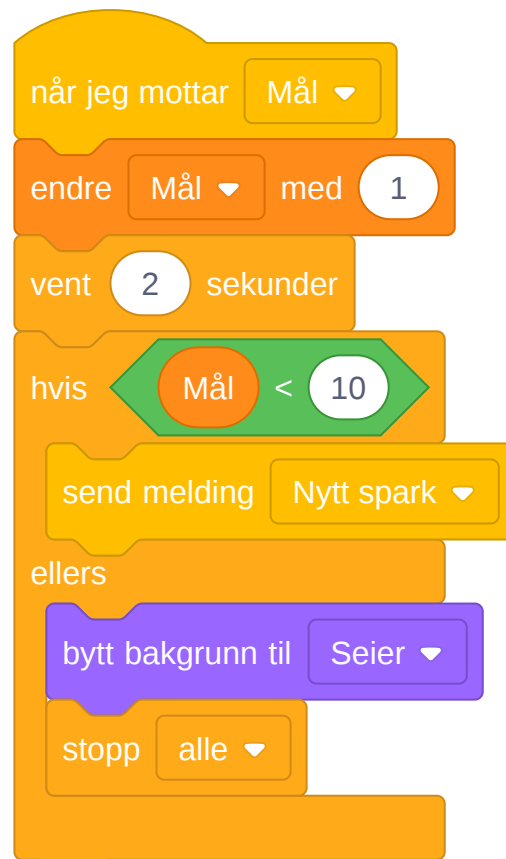 når jeg mottar Mål
endre Mål med 1
vent 2 sekunder
hvis Mål < 10
send melding Nytt spark
ellers
bytt bakgrunn til Seier
stopp alle